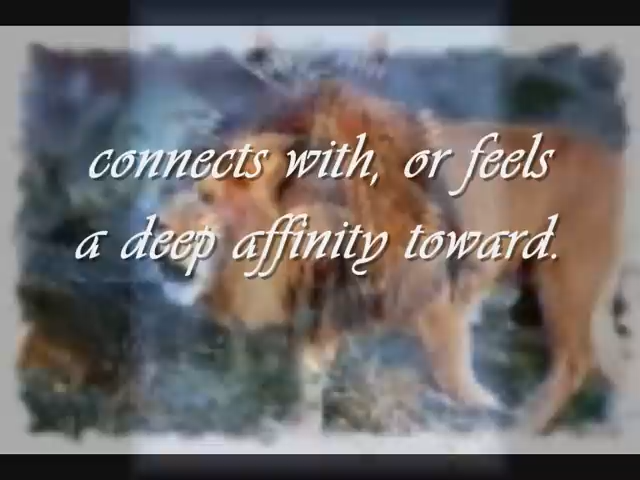 connects with, or feels
a deep affinity toward.